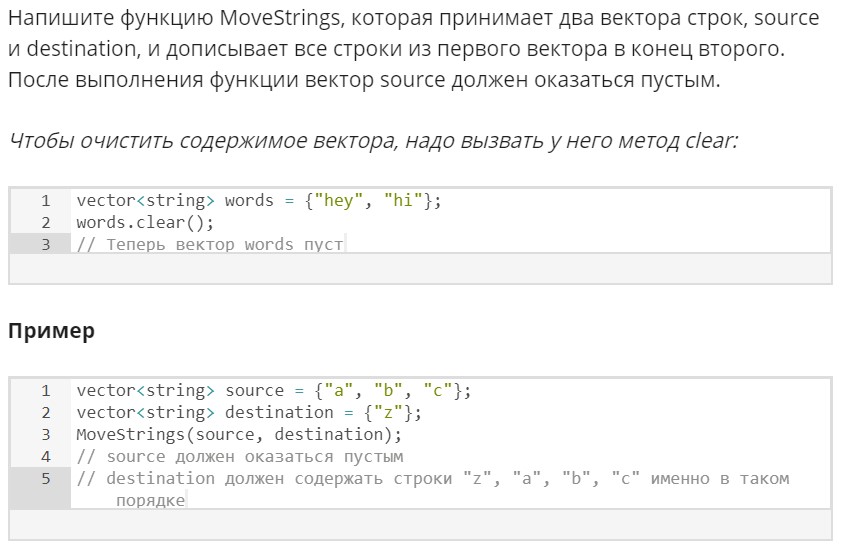 Напишите функцию MoveStrings, которая принимает два вектора строк, source
и destination, и дописывает все строки из первого вектора в конец второго.
После выполнения функции вектор source должен оказаться пустым.
Чтобы очистить содержимое вектора, надо вызвать у него метод clear:
1 vector<string> words = {"hey", "hi"};
2 words.clear();
3 // Теперь вектор words пуст
Пример
1 vector<string> source = {"a", "b", "c"};
2 vector<string> destination = {"z"};
3 MoveStrings(source, destination);
4 // source должен оказаться пустым
5 // destination должен содержать строки "z", "a", "b", "c" именно в таком
порядке